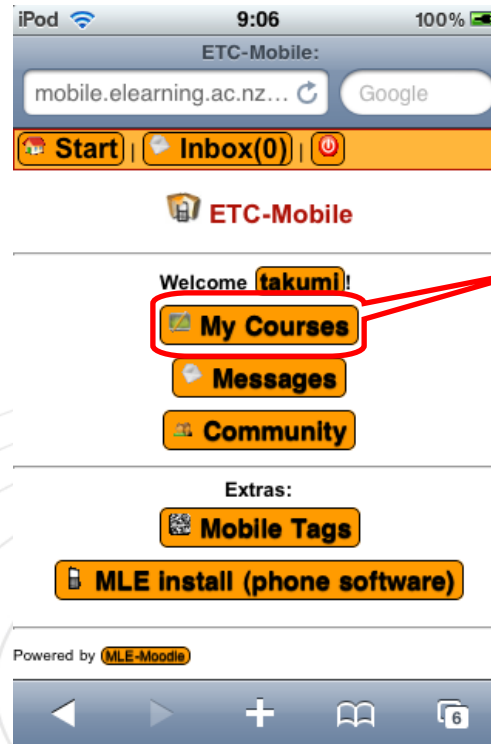 iPod 9:06 100%
ETC-Mobile:
mobile.elearning.ac.nz... Google
Start | Inbox(0) |
ETC-Mobile
Welcome takumi!
My Courses
Messages
Community
Extras:
Mobile Tags
MLE install (phone software)
Powered by MLE-Moodle
6